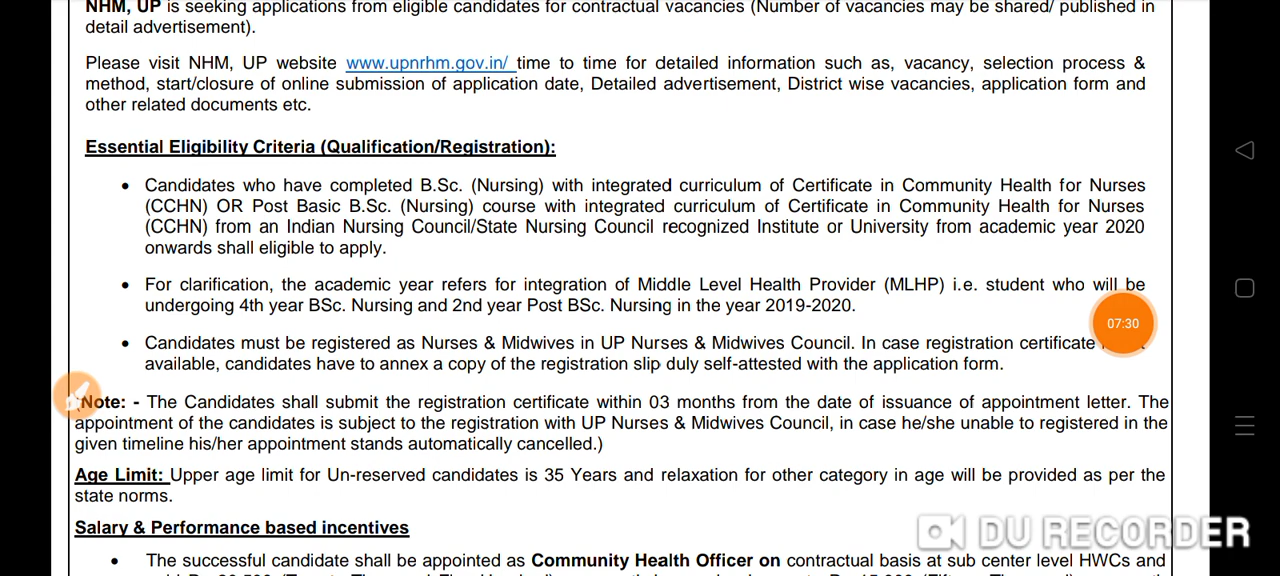 NHM, UP is seeking applications from eligible candidates for contractual vacancies (Number of vacancies may be shared/ published in
detail advertisement).
Please visit NHM, UP website www.upnrhm.gov.in/ time to time for detailed information such as, vacancy, selection process &
method, start/closure of online submission of application date, Detailed advertisement, District wise vacancies, application form and
other related documents etc.
Essential Eligibility Criteria (Qualification/Registration):
• Candidates who have completed B.Sc. (Nursing) with integrated curriculum of Certificate in Community Health for Nurses
(CCHN) OR Post Basic B.Sc. (Nursing) course with integrated curriculum of Certificate in Community Health for Nurses
(CCHN) from an Indian Nursing Council/State Nursing Council recognized Institute or University from academic year 2020
onwards shall eligible to apply.
• For clarification, the academic year refers for integration of Middle Level Health Provider (MLHP) i.e. student who will be
undergoing 4th year BSc. Nursing and 2nd year Post BSc. Nursing in the year 2019-2020.
07:30
• Candidates must be registered as Nurses & Midwives in UP Nurses & Midwives Council. In case registration certificate
available, candidates have to annex a copy of the registration slip duly self-attested with the application form.
(Note: - The Candidates shall submit the registration certificate within 03 months from the date of issuance of appointment letter. The
appointment of the candidates is subject to the registration with UP Nurses & Midwives Council, in case he/she unable to registered in the
given timeline his/her appointment stands automatically cancelled.)
Age Limit: Upper age limit for Un-reserved candidates is 35 Years and relaxation for other category in age will be provided as per the
state norms.
Salary & Performance based incentives
DU RECORDER
• The successful candidate shall be appointed as Community Health Officer on contractual basis at sub center level HWCs and